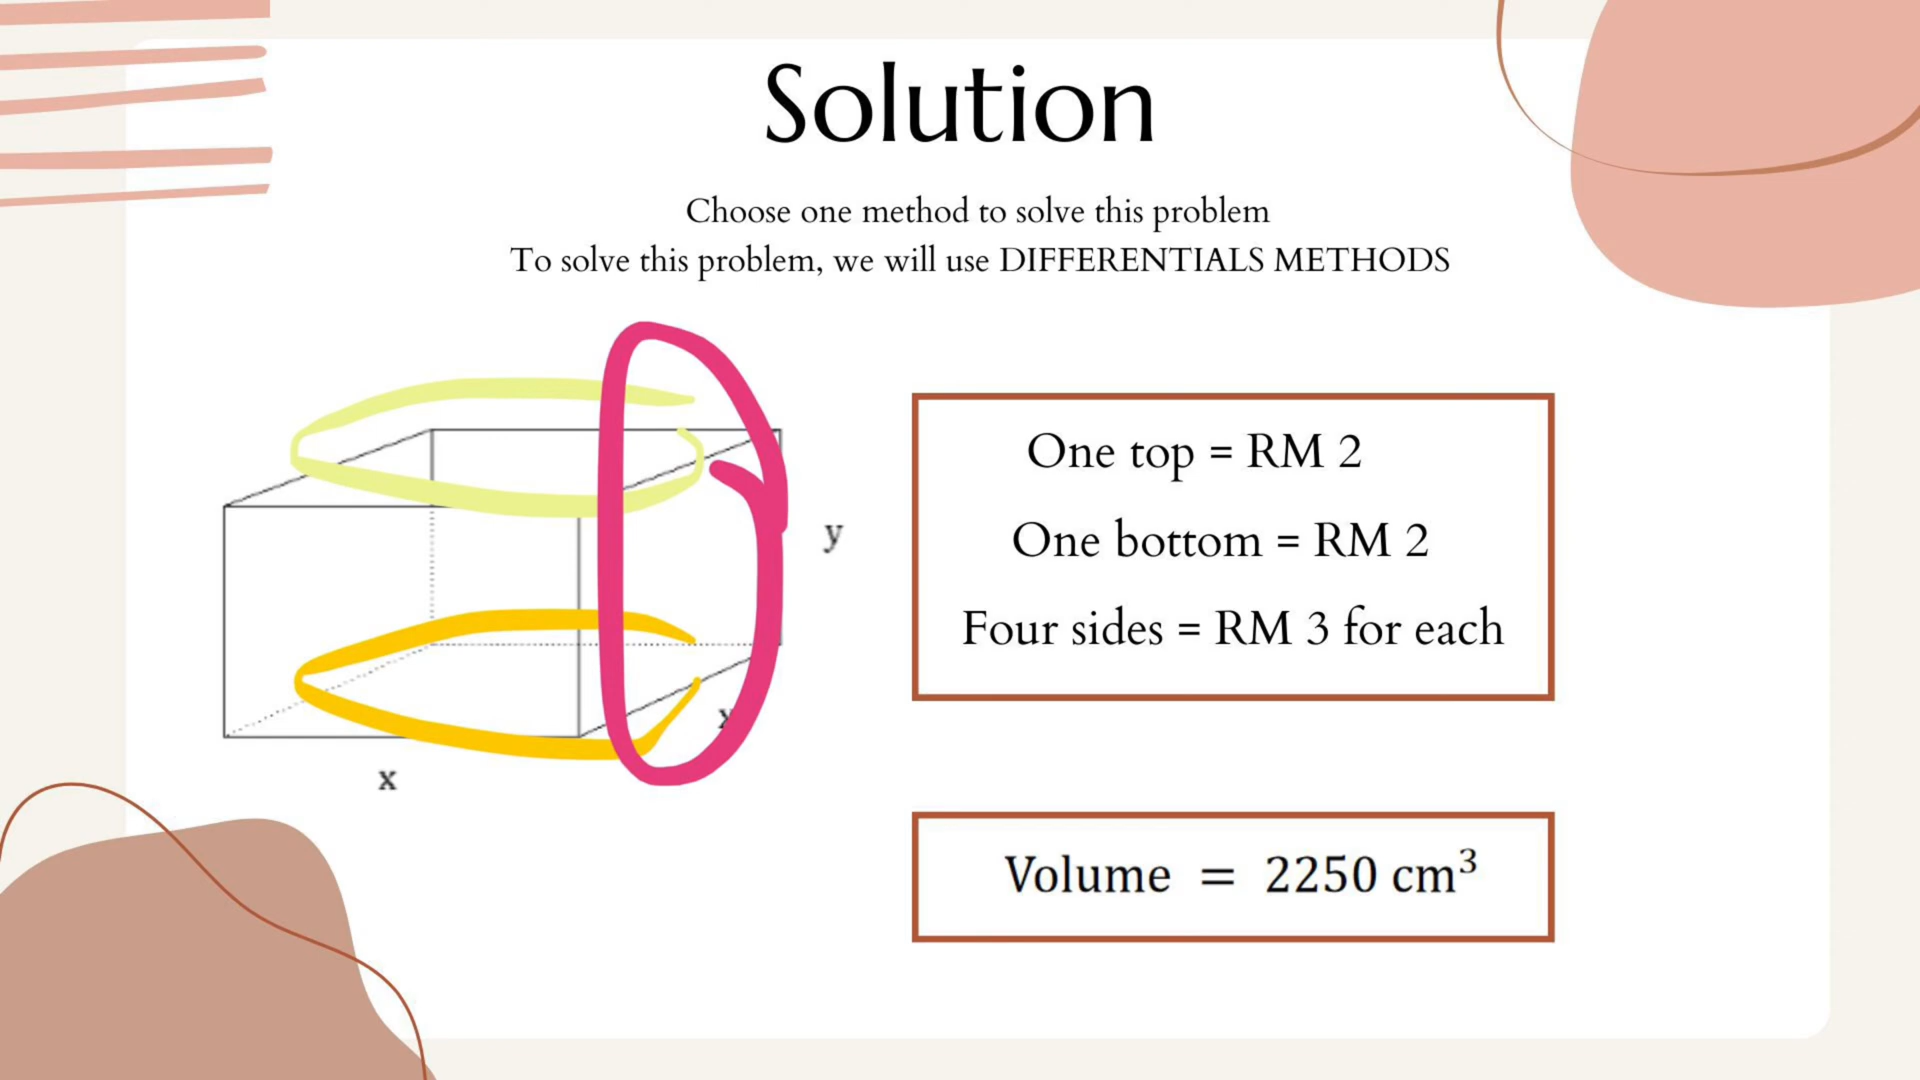 Solution
Choose one method to solve this problem
To solve this problem, we will use DIFFERENTIALS METHODS
One top = RM 2
y
One bottom = RM 2
Four sides = RM 3 for each
x
x
Volume = 2250 cm³